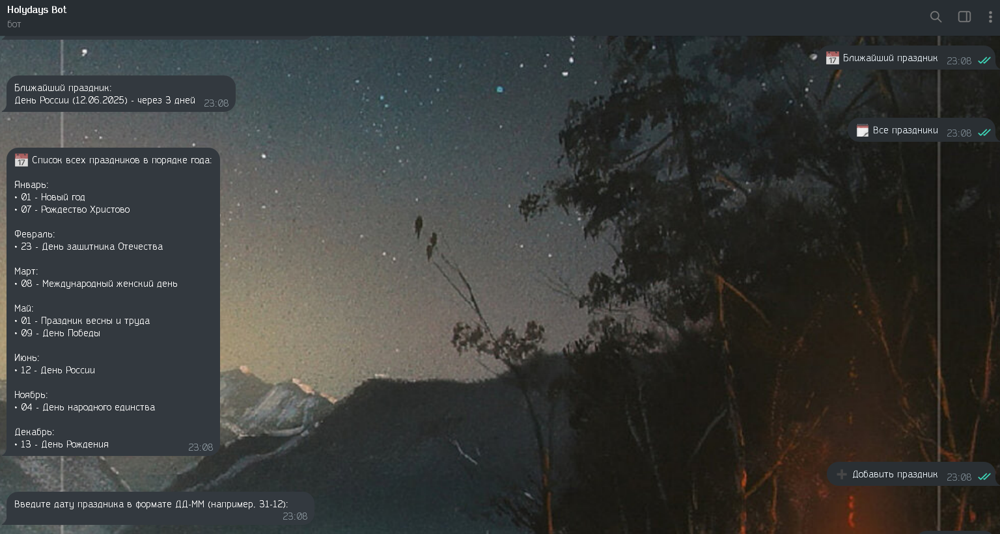 Holydays Bot
бот
📅 Ближайший праздник 23:08
Ближайший праздник:
День России (12.06.2025) - через 3 дней 23:08
Все праздники 23:08
📅 Список всех праздников в порядке года:
Январь:
• 01 - Новый год
• 07 - Рождество Христово
Февраль:
• 23 - День защитника Отечества
Март:
• 08 - Международный женский день
Май:
• 01 - Праздник весны и труда
• 09 - День Победы
Июнь:
• 12 - День России
Ноябрь:
• 04 - День народного единства
Декабрь:
• 13 - День Рождения
23:08
➕ Добавить праздник 23:08
Введите дату праздника в формате ДД-ММ (например, 31-12):
23:08